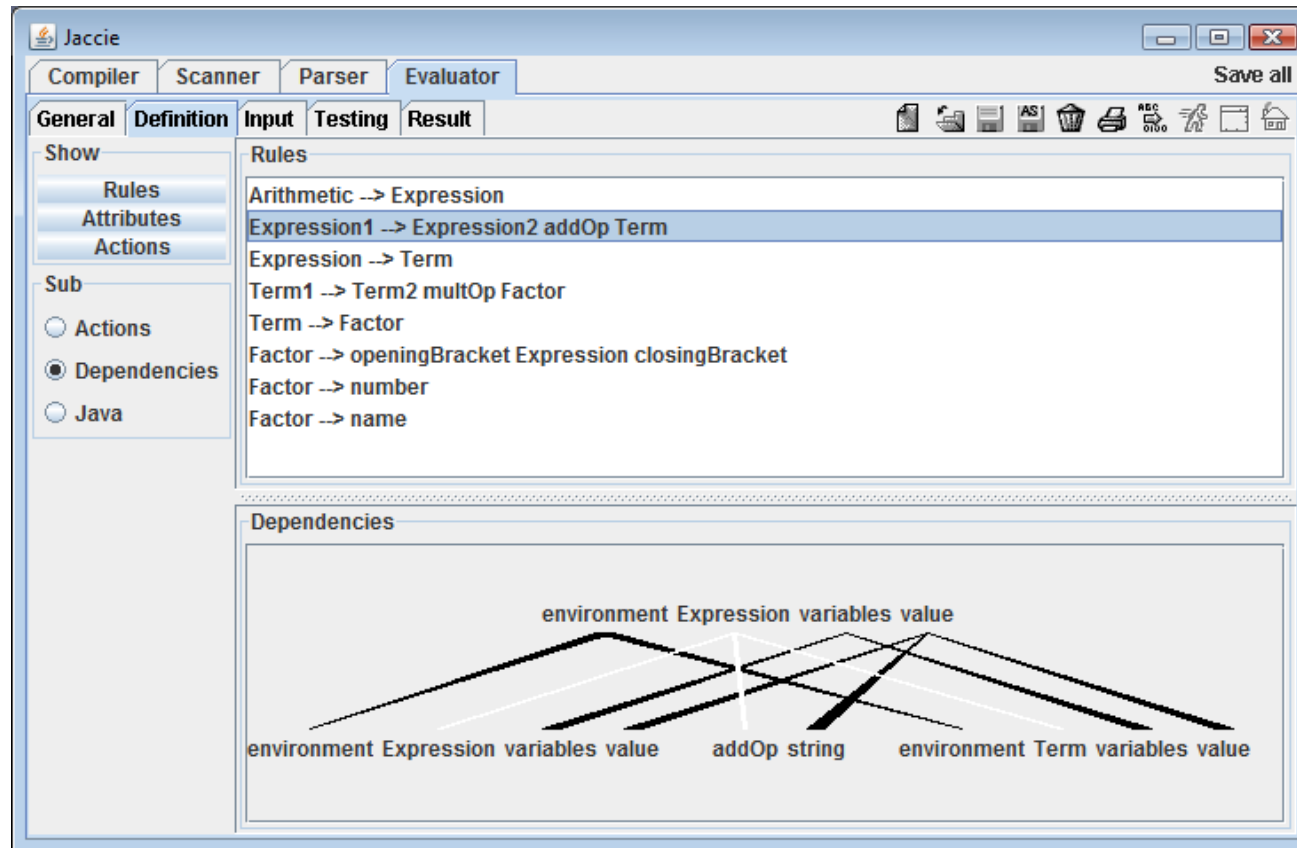 Jaccie
Compiler Scanner Parser Evaluator Save all
General Definition Input Testing Result AS ABC 0100
Show
Rules
Attributes
Actions
Sub
Actions
Dependencies
Java
Rules
Arithmetic --> Expression
Expression1 --> Expression2 addOp Term
Expression --> Term
Term1 --> Term2 multOp Factor
Term --> Factor
Factor --> openingBracket Expression closingBracket
Factor --> number
Factor --> name
Dependencies
environment Expression variables value
environment Expression variables value addOp string environment Term variables value